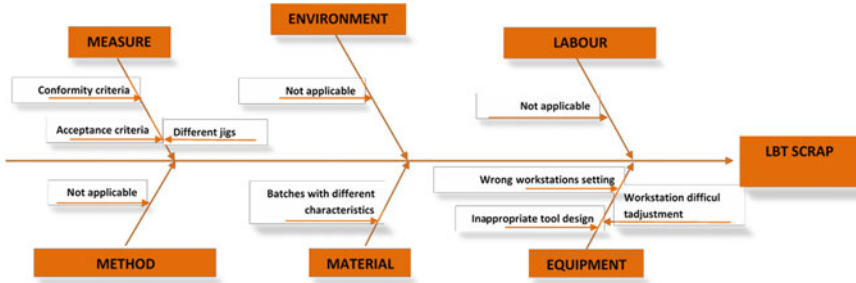 ENVIRONMENT
MEASURE
LABOUR
Conformity criteria
Not applicable
Not applicable
Acceptance criteria
Different jigs
LBT SCRAP
Not applicable
Batches with different
characteristics
Wrong workstations setting
Workstation difficul
tadjustment
Inappropriate tool design
METHOD
MATERIAL
EQUIPMENT